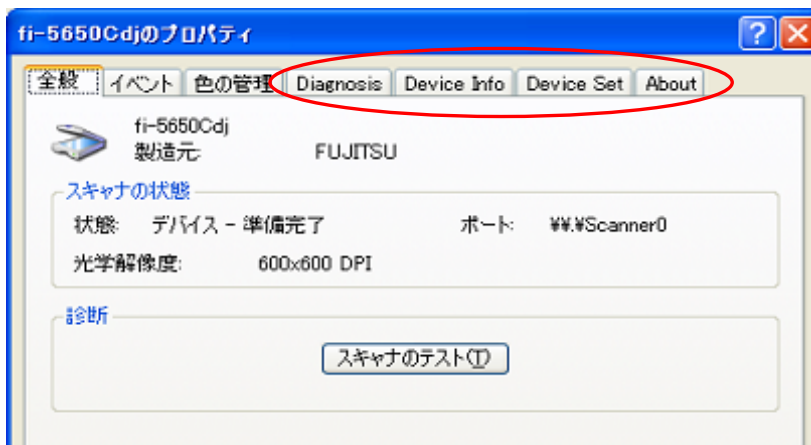 fi-5650Cdjのプロパティ
全般 イベント 色の管理 Diagnosis Device Info Device Set About
fi-5650Cdj
製造元: FUJITSU
スキャナの状態
状態: デバイス - 準備完了 ポート: ¥¥.¥Scanner0
光学解像度: 600x600 DPI
診断
スキャナのテスト(T)